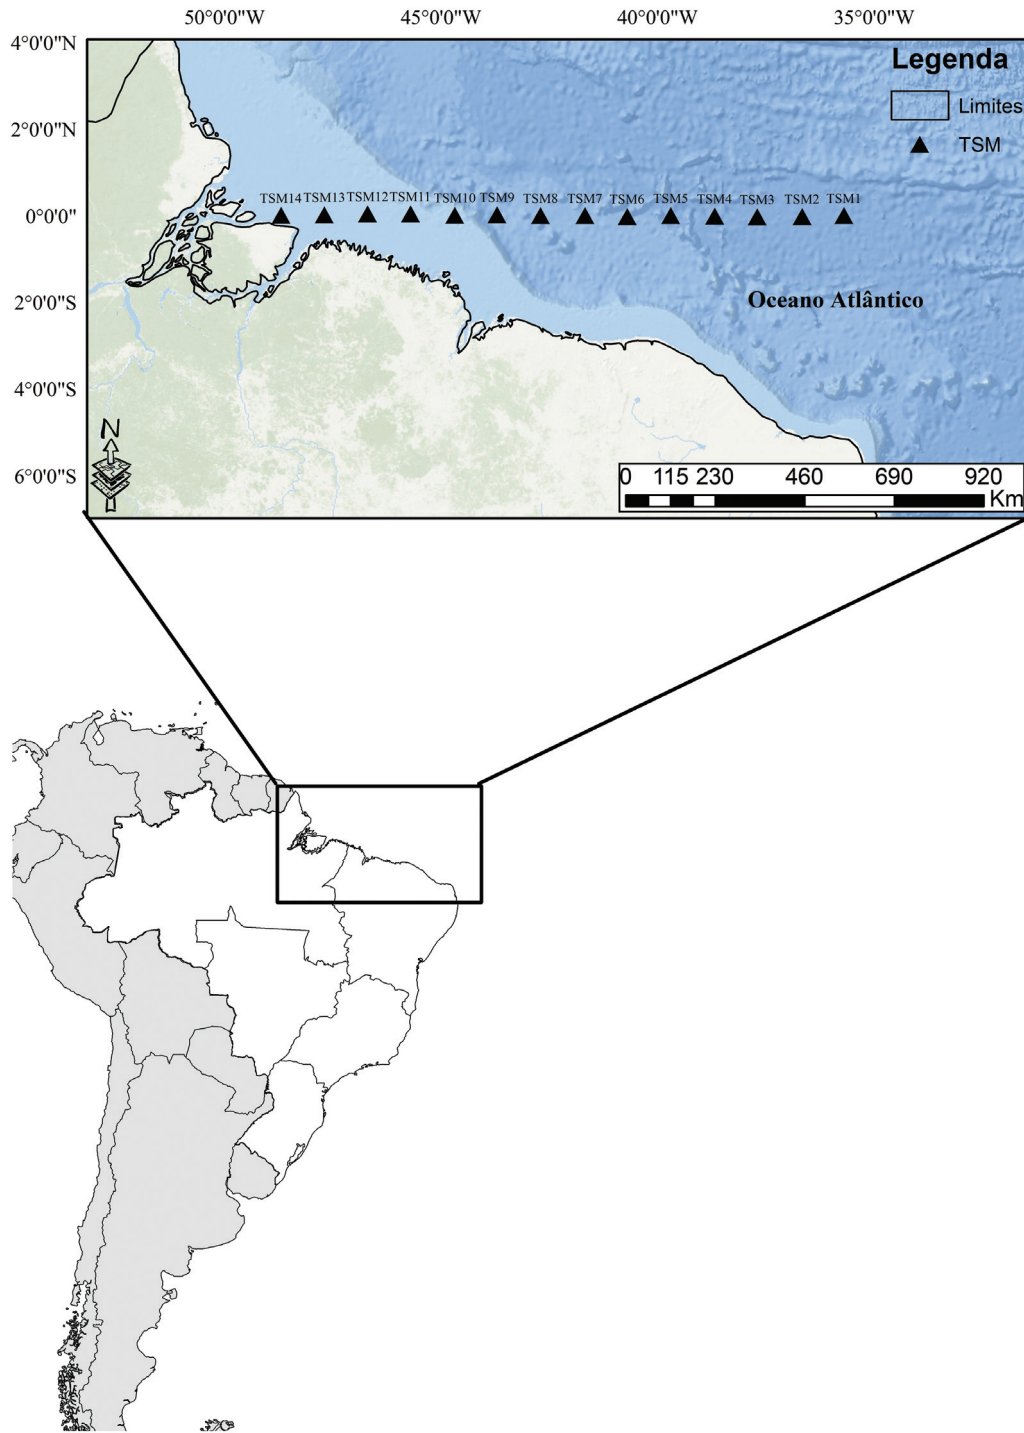 50°0'0"W 45°0'0"W 40°0'0"W 35°0'0"W
4°0'0"N
Legenda
Limites
2°0'0"N
TSM
TSM14 TSM13 TSM12 TSM11 TSM10 TSM9 TSM8 TSM7 TSM6 TSM5 TSM4 TSM3 TSM2 TSM1
0°0'0"
2°0'0"S
Oceano Atlântico
4°0'0"S
N
6°0'0"S
0 115 230 460 690 920
Km